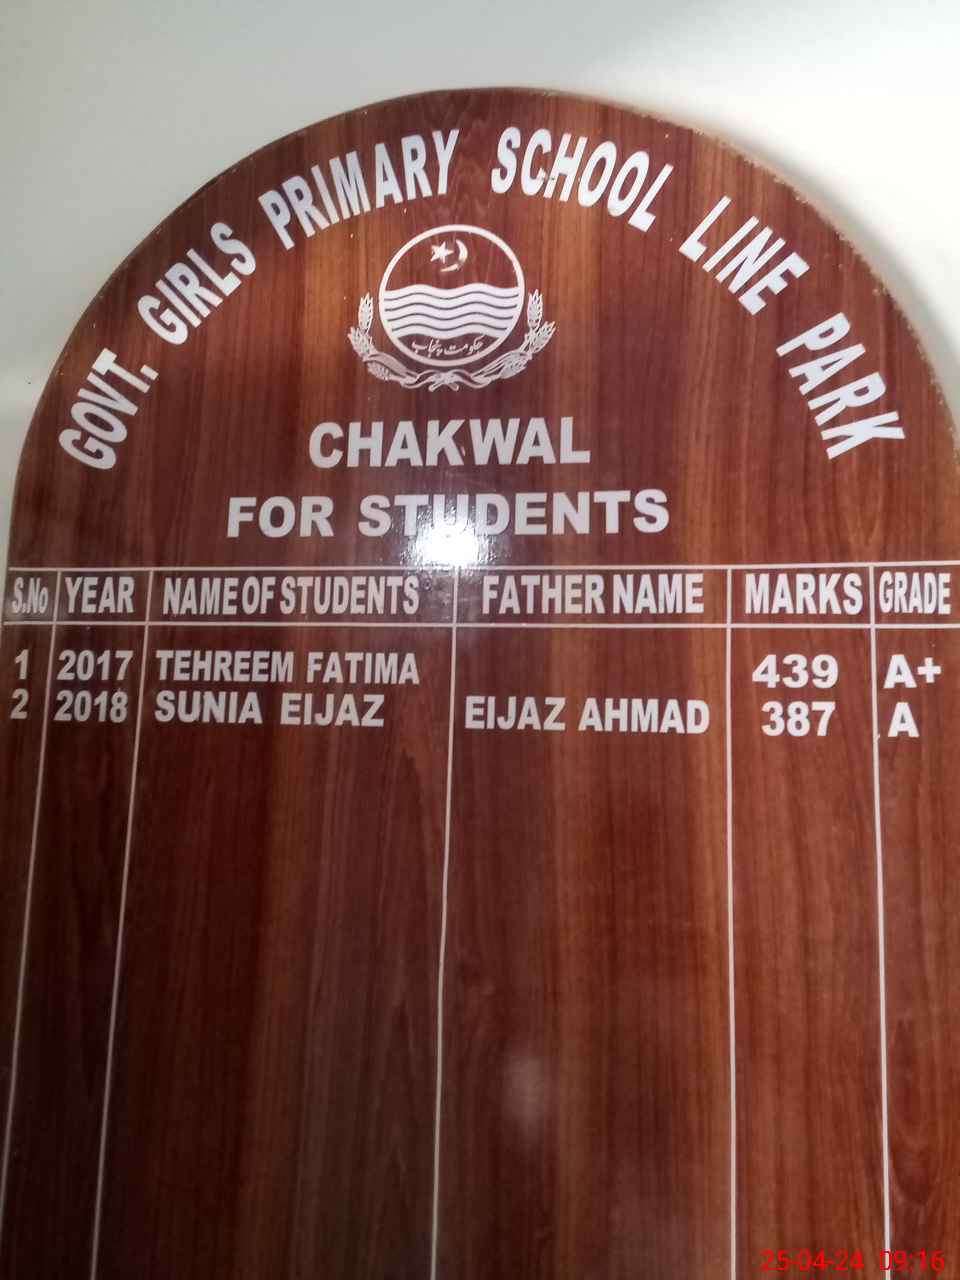 GOVT. GIRLS PRIMARY SCHOOL LINE PARK
حکومت پنجاب
CHAKWAL
FOR STUDENTS
S.No YEAR NAME OF STUDENTS FATHER NAME MARKS GRADE
1 2017 TEHREEM FATIMA 439 A+
2 2018 SUNIA EIJAZ EIJAZ AHMAD 387 A
25-04-24 09:16